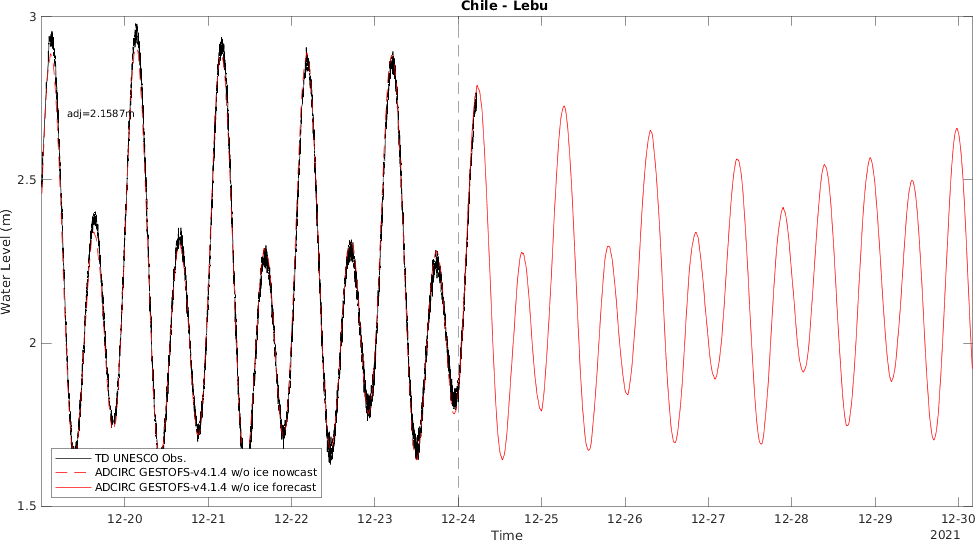 Chile - Lebu
3
adj=2.1587m
2.5
Water Level (m)
2
TD UNESCO Obs.
ADCIRC GESTOFS-v4.1.4 w/o ice nowcast
ADCIRC GESTOFS-v4.1.4 w/o ice forecast
1.5
12-20 12-21 12-22 12-23 12-24 12-25 12-26 12-27 12-28 12-29 12-30
Time 2021